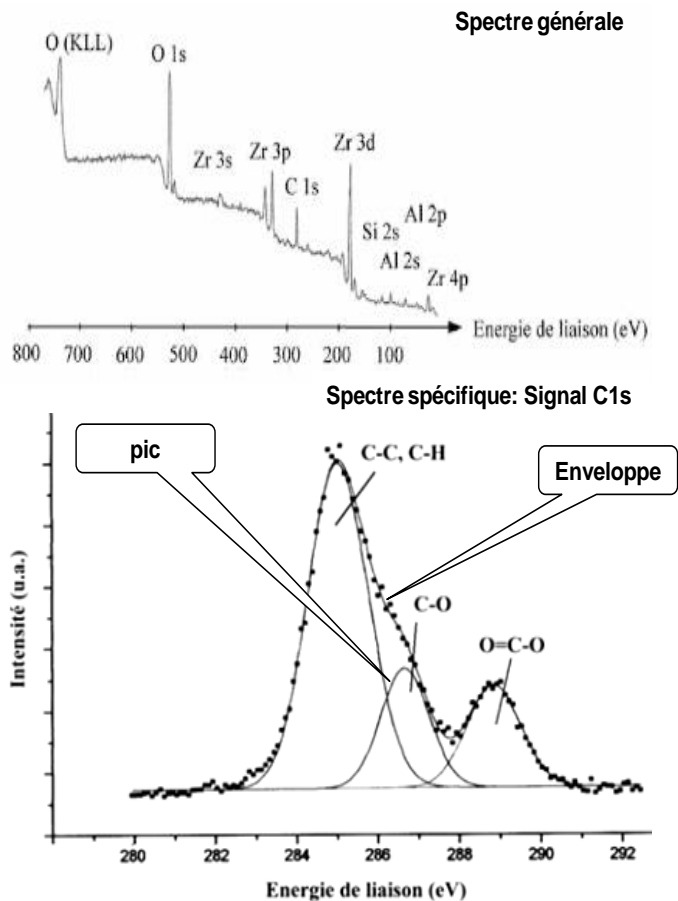 Spectre générale
O (KLL)
O 1s
Zr 3s
Zr 3p
C 1s
Zr 3d
Si 2s
Al 2p
Al 2s
Zr 4p
Energie de liaison (eV)
800 700 600 500 400 300 200 100
Spectre spécifique: Signal C1s
pic
C-C, C-H
Enveloppe
C-O
O=C-O
Intensité (u.a.)
280 282 284 286 288 290 292
Energie de liaison (eV)